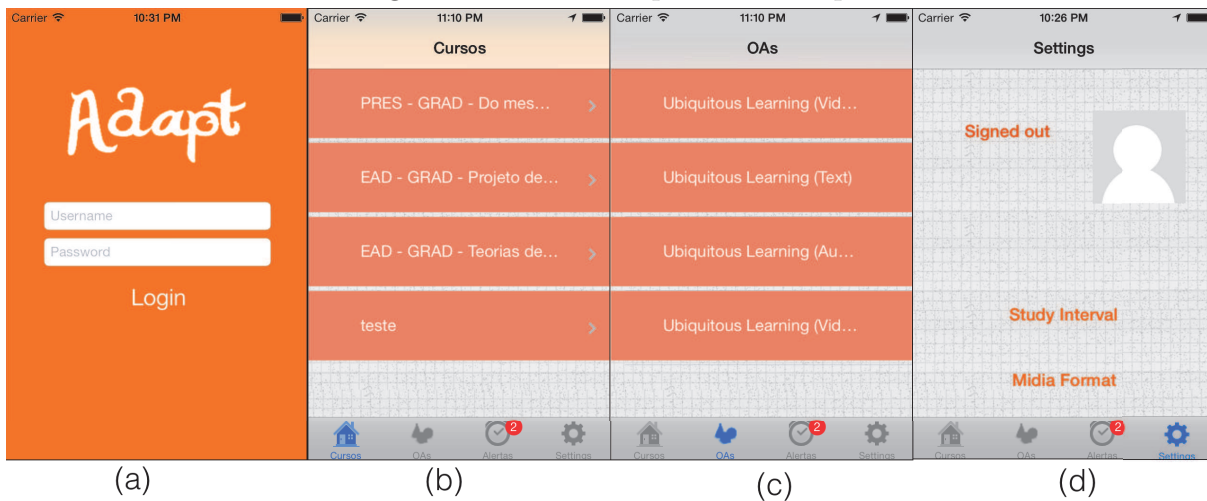 Carrier 10:31 PM
Adapt
Username
Password
Login
(a)
Carrier 11:10 PM
Cursos
PRES - GRAD - Do mes...
EAD - GRAD - Projeto de...
EAD - GRAD - Teorias de...
teste
2
Cursos OAs Alertas Settings
(b)
Carrier 11:10 PM
OAs
Ubiquitous Learning (Vid...
Ubiquitous Learning (Text)
Ubiquitous Learning (Au...
Ubiquitous Learning (Vid...
2
Cursos OAs Alertas Settings
(c)
Carrier 10:26 PM
Settings
Signed out
Study Interval
Midia Format
2
Cursos OAs Alertas Settings
(d)